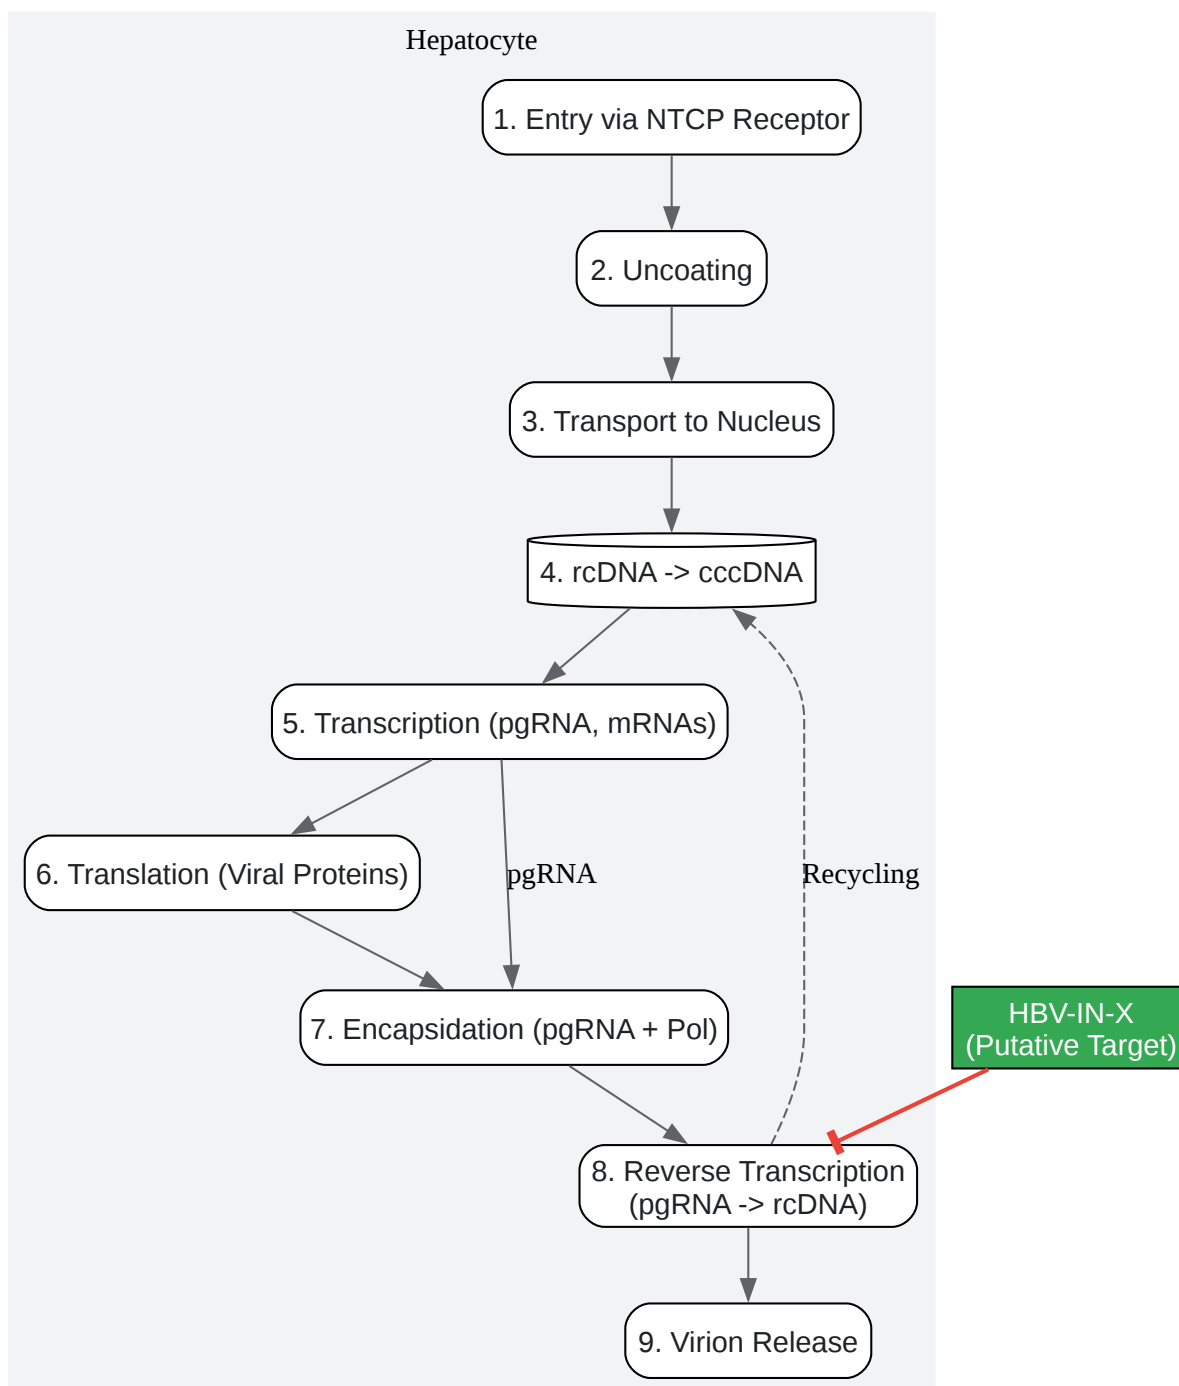 Hepatocyte
1. Entry via NTCP Receptor
2. Uncoating
3. Transport to Nucleus
4. rcDNA -> cccDNA
5. Transcription (pgRNA, mRNAs)
6. Translation (Viral Proteins)
pgRNA
Recycling
7. Encapsidation (pgRNA + Pol)
HBV-IN-X
(Putative Target)
8. Reverse Transcription
(pgRNA -> rcDNA)
9. Virion Release